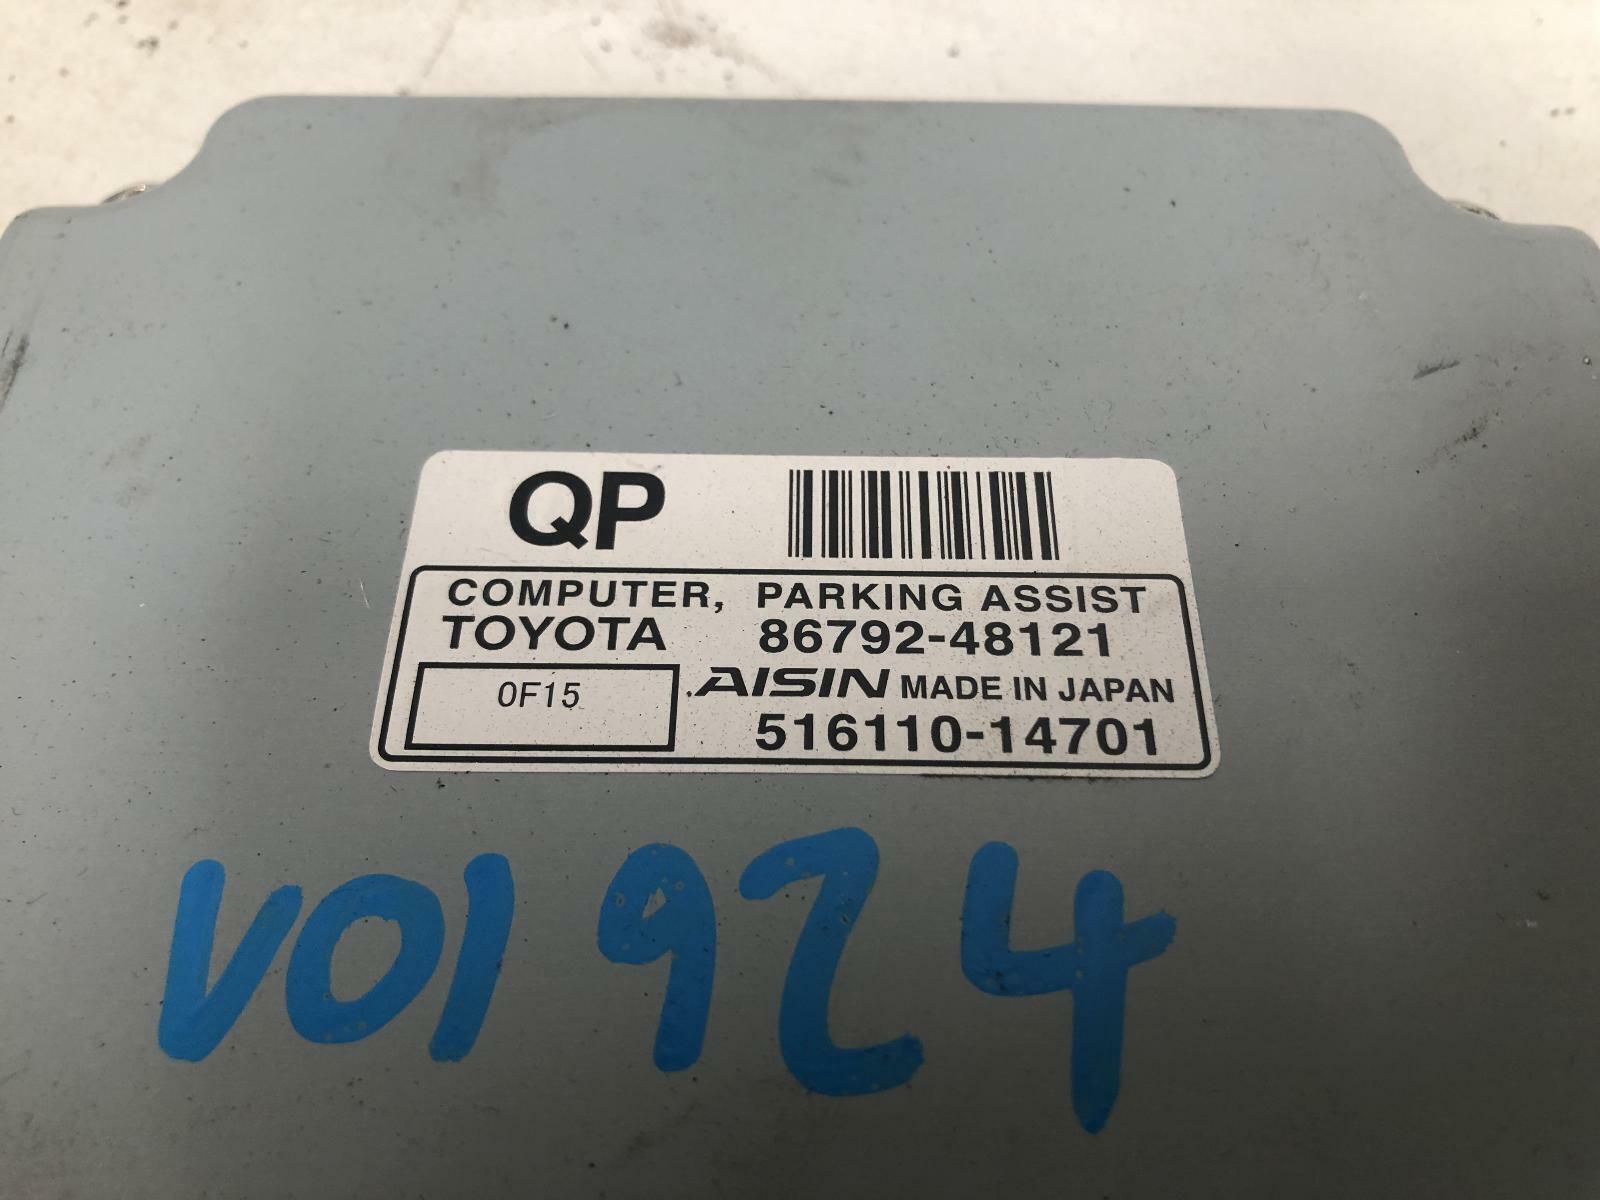 QP
COMPUTER, PARKING ASSIST
TOYOTA 86792-48121
0F15
AISIN MADE IN JAPAN
516110-14701
V01924